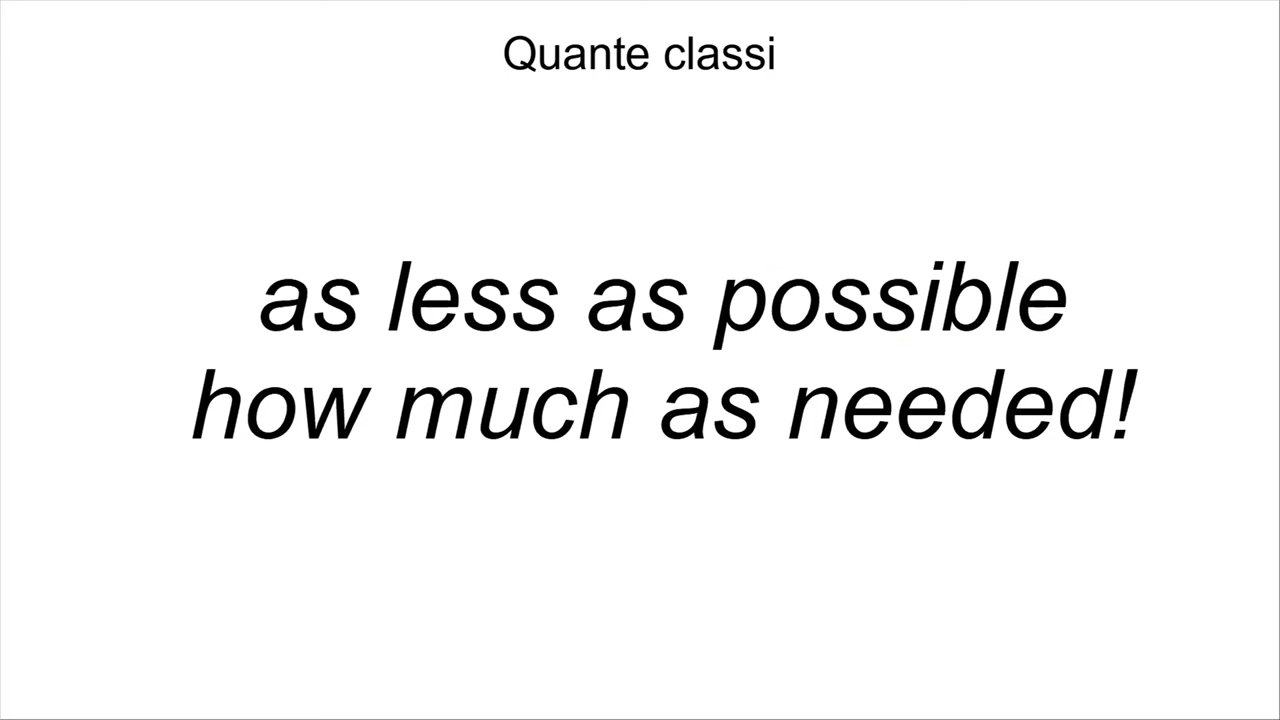 Quante classi
as less as possible
how much as needed!